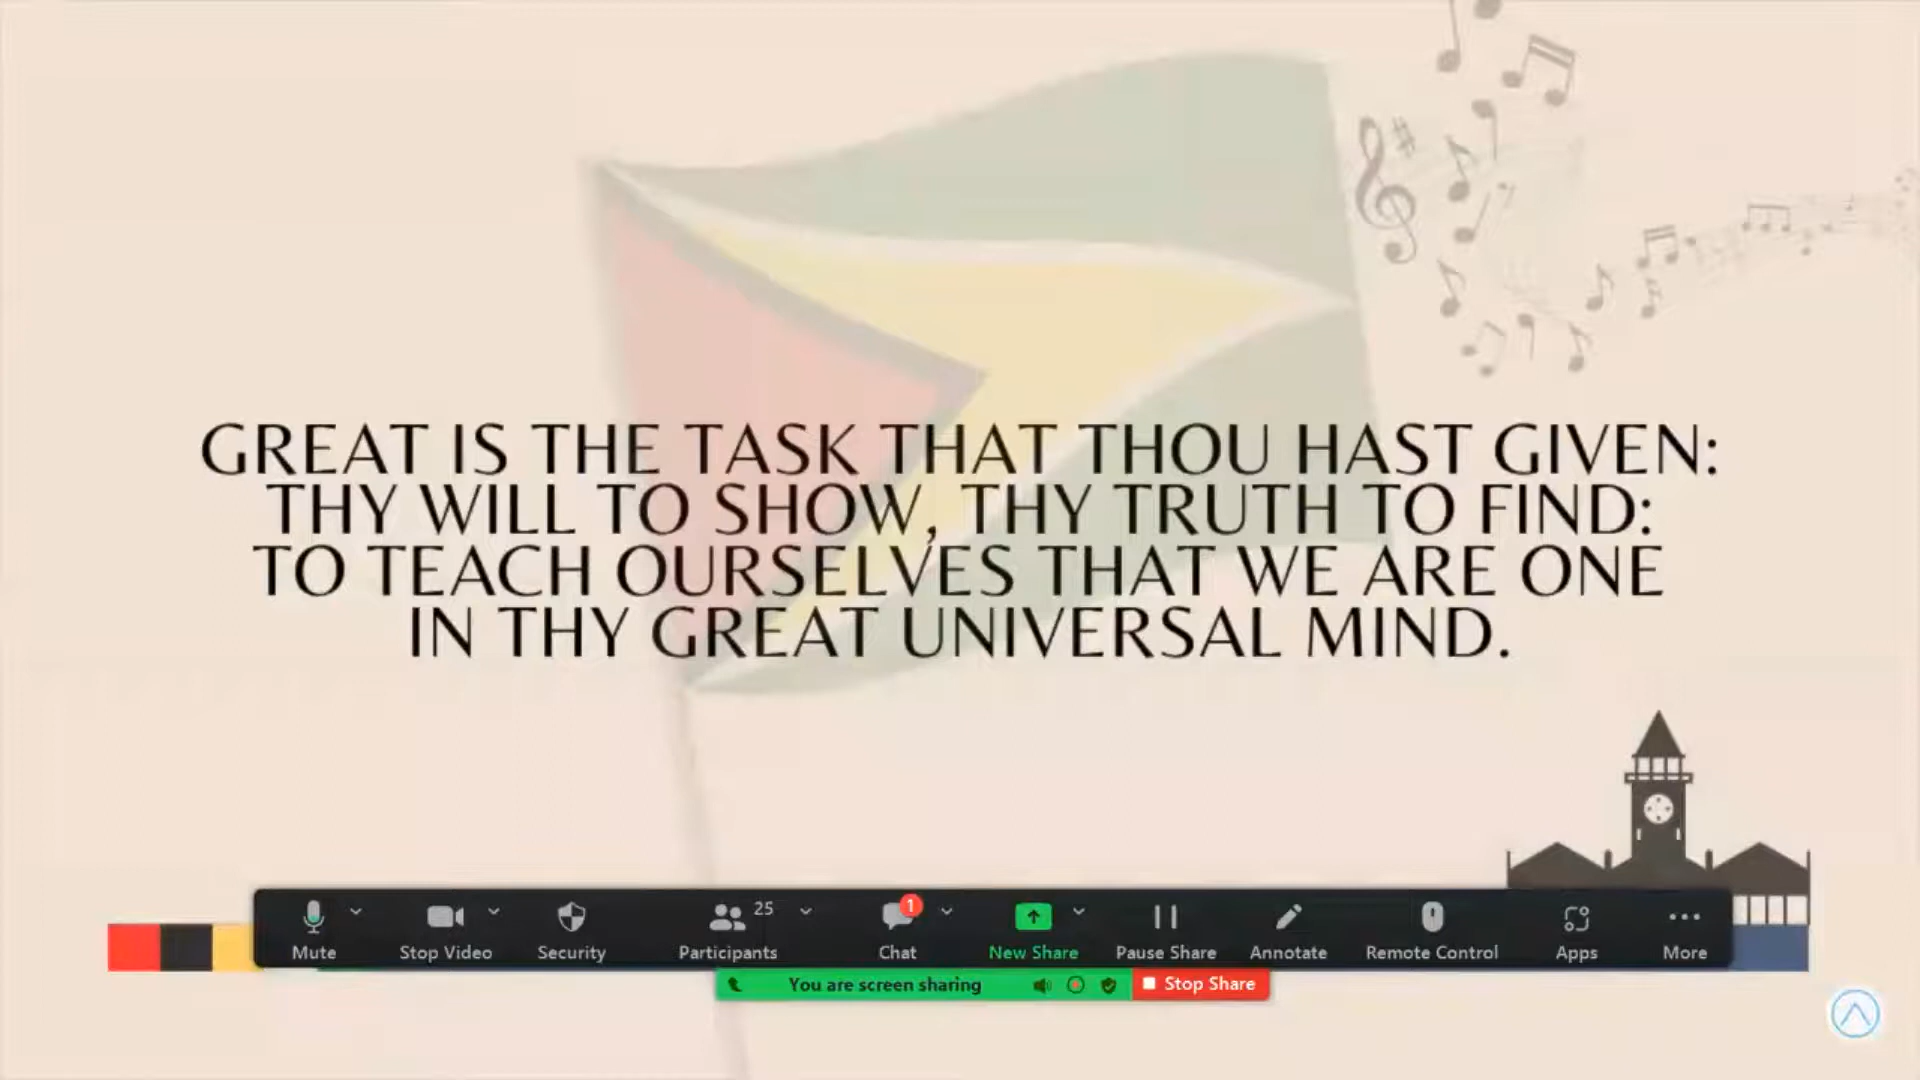 GREAT IS THE TASK THAT THOU HAST GIVEN:
THY WILL TO SHOW, THY TRUTH TO FIND:
TO TEACH OURSELVES THAT WE ARE ONE
IN THY GREAT UNIVERSAL MIND.
25 1
Mute Stop Video Security Participants Chat New Share Pause Share Annotate Remote Control Apps More
You are screen sharing Stop Share